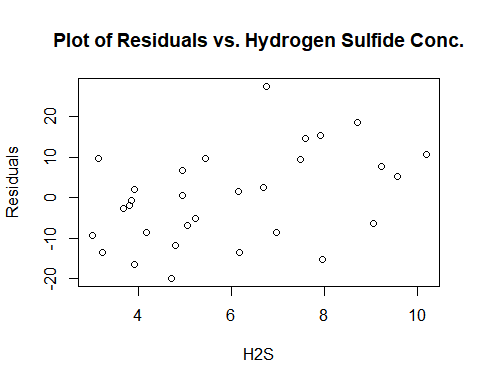 Plot of Residuals vs. Hydrogen Sulfide Conc.
Residuals
20
10
0
-10
-20
4 6 8 10
H2S